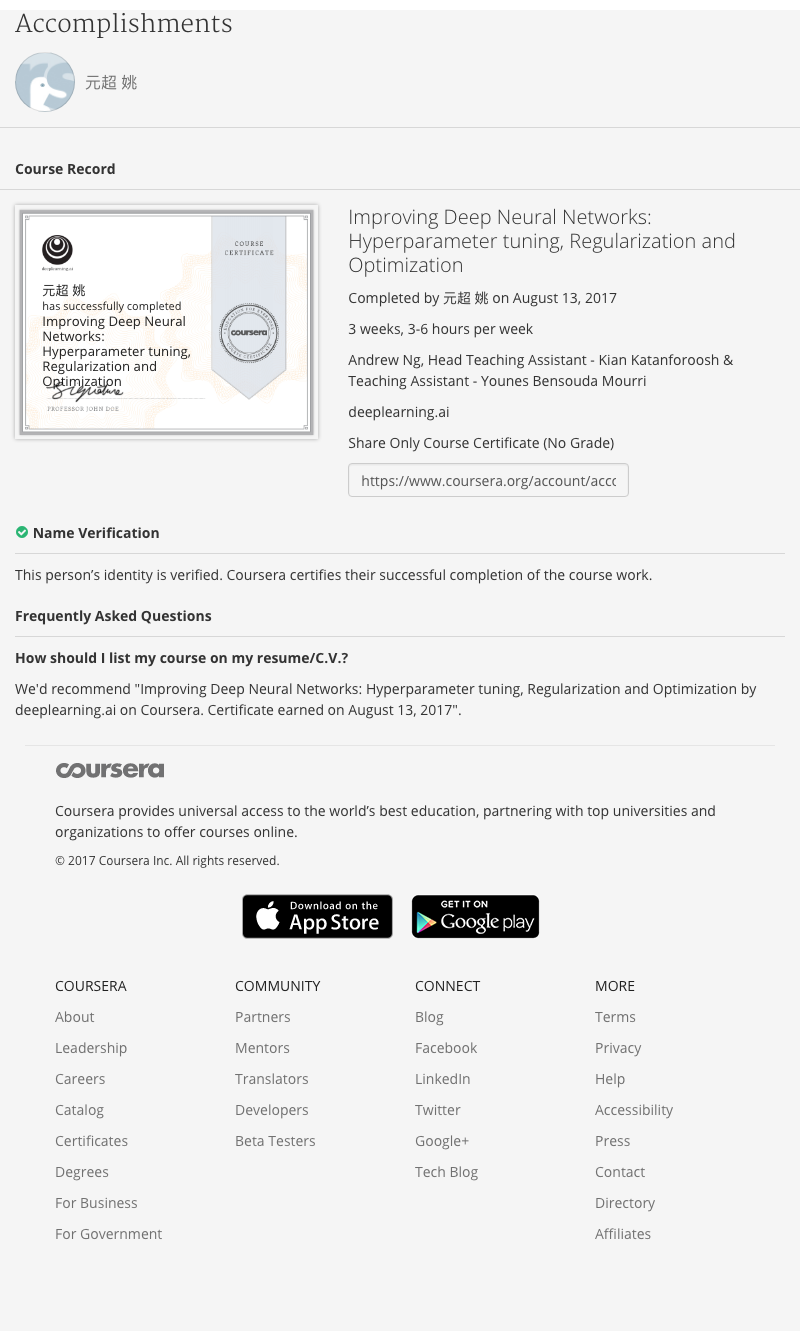 Accomplishments
元超 姚
Course Record
deeplearning.ai
元超 姚
has successfully completed
Improving Deep Neural
Networks:
Hyperparameter tuning,
Regularization and
Optimization
Signature
PROFESSOR JOHN DOE
COURSE
CERTIFICATE
EDUCATION FOR EVERYONE
coursera
COURSE CERTIFICATE
Improving Deep Neural Networks:
Hyperparameter tuning, Regularization and
Optimization
Completed by 元超 姚 on August 13, 2017
3 weeks, 3-6 hours per week
Andrew Ng, Head Teaching Assistant - Kian Katanforoosh &
Teaching Assistant - Younes Bensouda Mourri
deeplearning.ai
Share Only Course Certificate (No Grade)
https://www.coursera.org/account/acco
Name Verification
This person’s identity is verified. Coursera certifies their successful completion of the course work.
Frequently Asked Questions
How should I list my course on my resume/C.V.?
We'd recommend "Improving Deep Neural Networks: Hyperparameter tuning, Regularization and Optimization by
deeplearning.ai on Coursera. Certificate earned on August 13, 2017".
coursera
Coursera provides universal access to the world’s best education, partnering with top universities and
organizations to offer courses online.
© 2017 Coursera Inc. All rights reserved.
Download on the
App Store
GET IT ON
Google play
COURSERA
About
Leadership
Careers
Catalog
Certificates
Degrees
For Business
For Government
COMMUNITY
Partners
Mentors
Translators
Developers
Beta Testers
CONNECT
Blog
Facebook
LinkedIn
Twitter
Google+
Tech Blog
MORE
Terms
Privacy
Help
Accessibility
Press
Contact
Directory
Affiliates